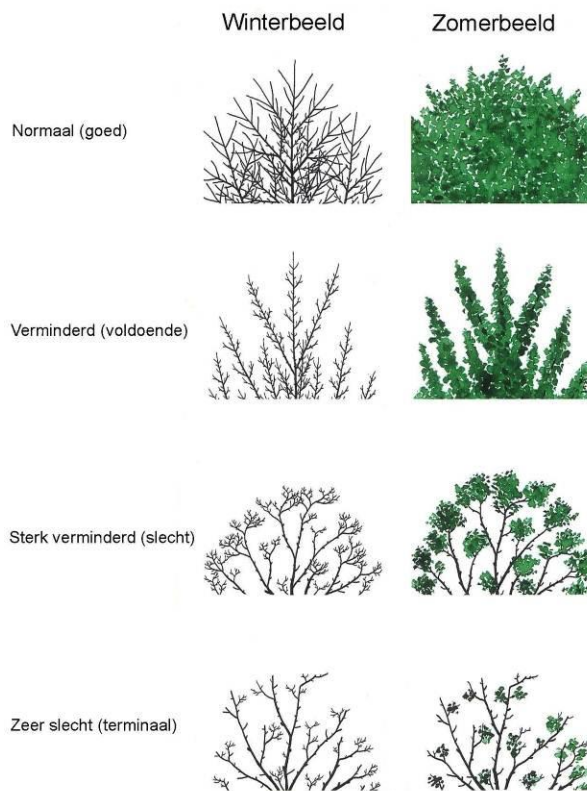 Winterbeeld Zomerbeeld
Normaal (goed)
Verminderd (voldoende)
Sterk verminderd (slecht)
Zeer slecht (terminaal)